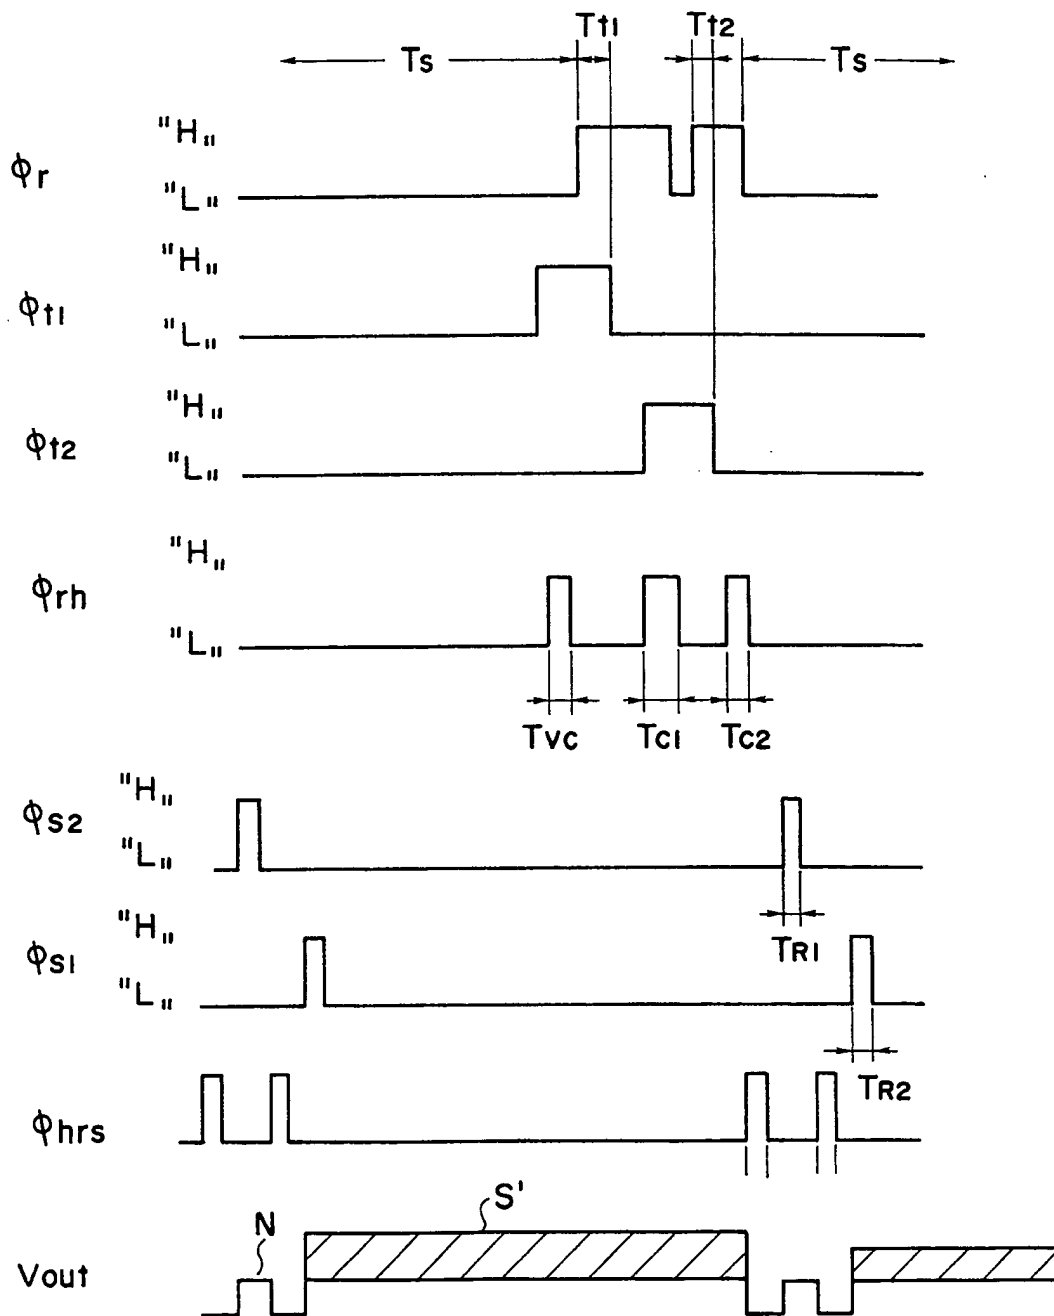 Tt1 Tt2
Ts Ts
"H„
ϕr
"L„
"H„
ϕt1
"L„
"H„
ϕt2
"L„
"H„
ϕrh
"L„
Tvc Tc1 Tc2
"H„
ϕs2
"L„
"H„
TR1
ϕs1
"L„
TR2
ϕhrs
S'
N
Vout